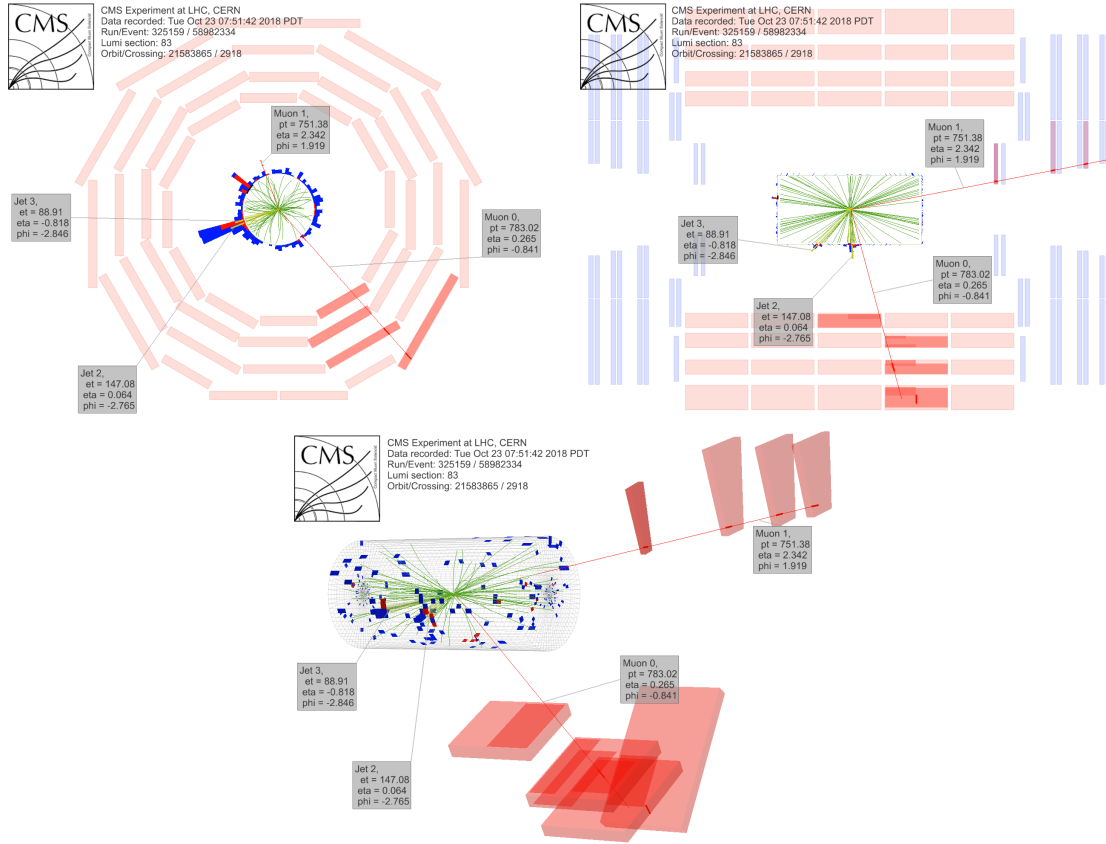 CMS
CMS Experiment at LHC, CERN
Data recorded: Tue Oct 23 07:51:42 2018 PDT
Run/Event: 325159 / 58982334
Lumi section: 83
Orbit/Crossing: 21583865 / 2918
Muon 1,
pt = 751.38
eta = 2.342
phi = 1.919
Jet 3,
et = 88.91
eta = -0.818
phi = -2.846
Muon 0,
pt = 783.02
eta = 0.265
phi = -0.841
Jet 2,
et = 147.08
eta = 0.064
phi = -2.765
CMS
CMS Experiment at LHC, CERN
Data recorded: Tue Oct 23 07:51:42 2018 PDT
Run/Event: 325159 / 58982334
Lumi section: 83
Orbit/Crossing: 21583865 / 2918
Muon 1,
pt = 751.38
eta = 2.342
phi = 1.919
Jet 3,
et = 88.91
eta = -0.818
phi = -2.846
Muon 0,
pt = 783.02
eta = 0.265
phi = -0.841
Jet 2,
et = 147.08
eta = 0.064
phi = -2.765
CMS
CMS Experiment at LHC, CERN
Data recorded: Tue Oct 23 07:51:42 2018 PDT
Run/Event: 325159 / 58982334
Lumi section: 83
Orbit/Crossing: 21583865 / 2918
Muon 1,
pt = 751.38
eta = 2.342
phi = 1.919
Jet 3,
et = 88.91
eta = -0.818
phi = -2.846
Muon 0,
pt = 783.02
eta = 0.265
phi = -0.841
Jet 2,
et = 147.08
eta = 0.064
phi = -2.765